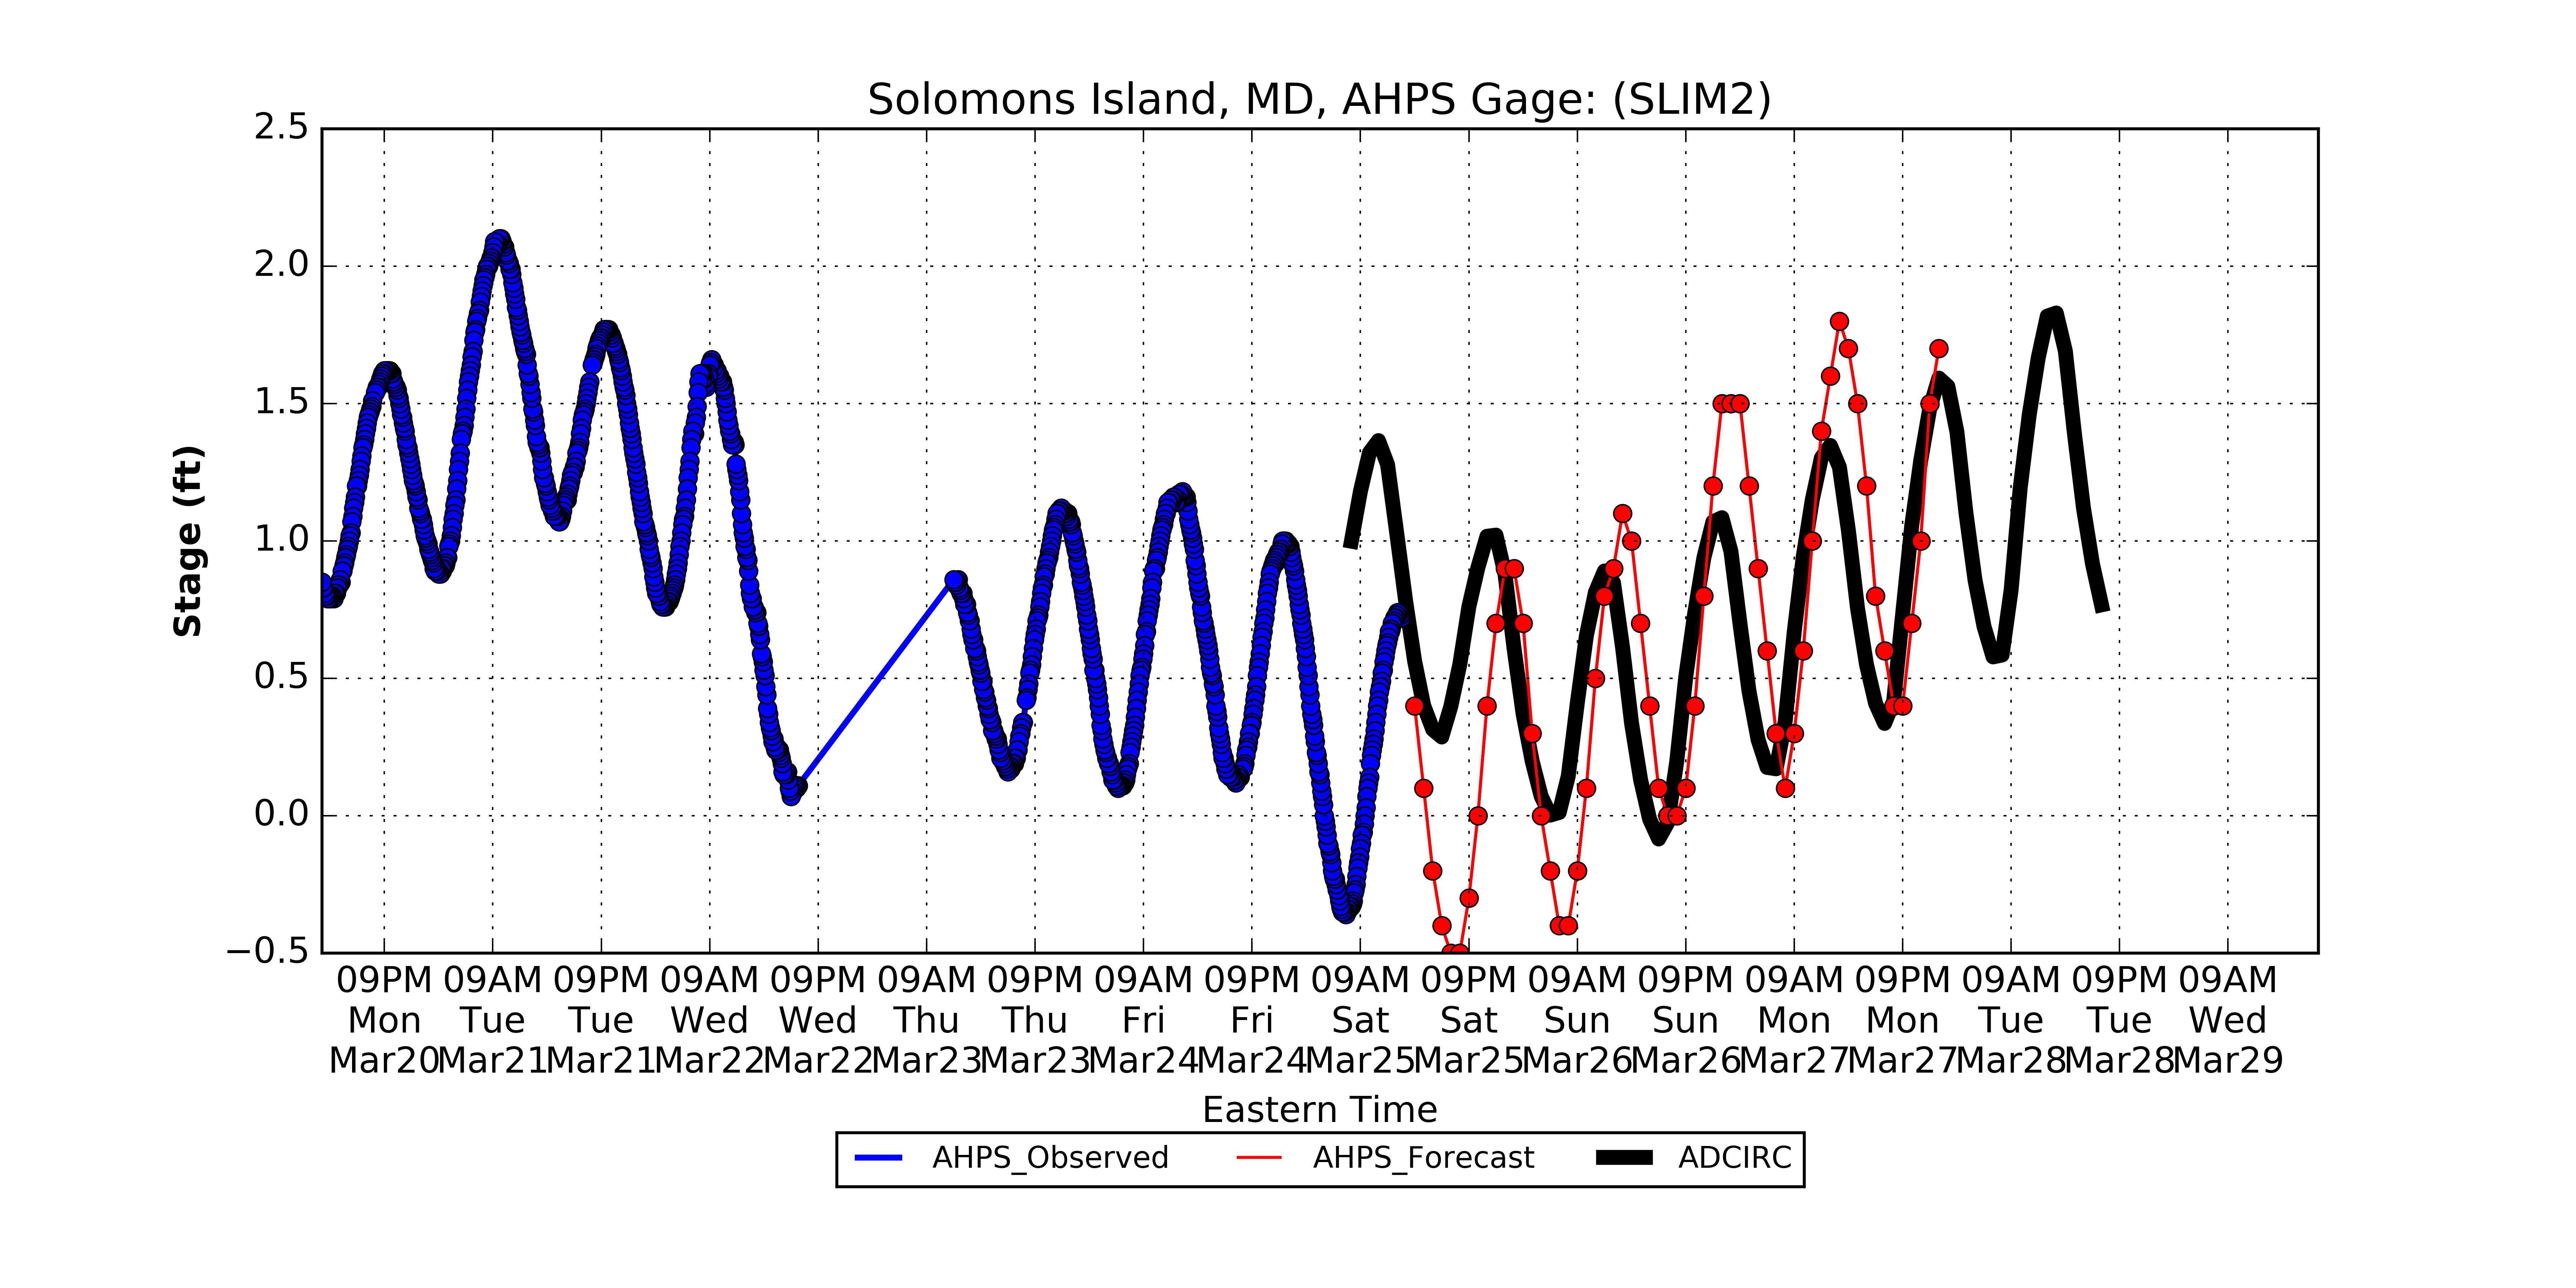 Solomons Island, MD, AHPS Gage: (SLIM2)
2.5
2.0
1.5
1.0
0.5
0.0
−0.5
Stage (ft)
09PM 09AM 09PM 09AM 09PM 09AM 09PM 09AM 09PM 09AM 09PM 09AM 09PM 09AM 09PM 09AM 09PM 09AM
Mon Tue Tue Wed Wed Thu Thu Fri Fri Sat Sat Sun Sun Mon Mon Tue Tue Wed
Mar20 Mar21 Mar21 Mar22 Mar22 Mar23 Mar23 Mar24 Mar24 Mar25 Mar25 Mar26 Mar26 Mar27 Mar27 Mar28 Mar28 Mar29
Eastern Time
AHPS_Observed AHPS_Forecast ADCIRC